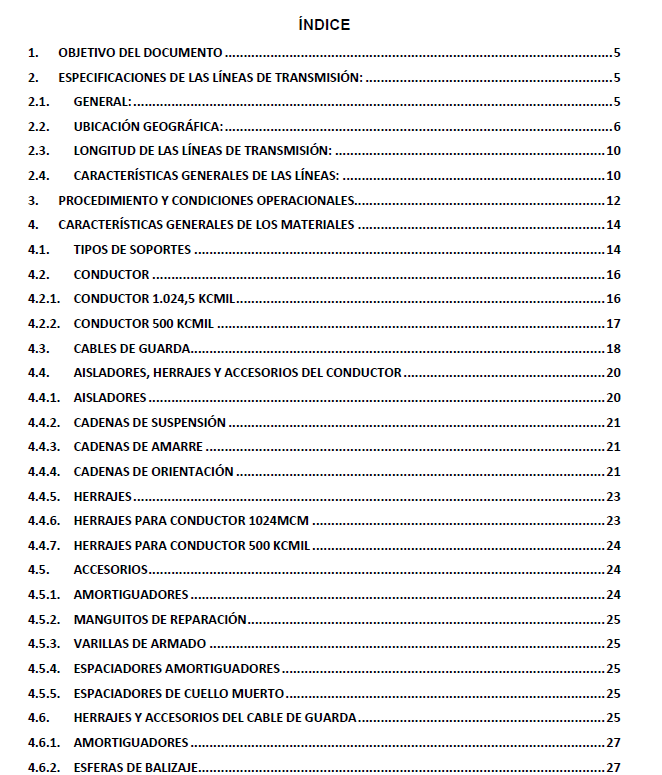 ÍNDICE
1. OBJETIVO DEL DOCUMENTO ........ 5
2. ESPECIFICACIONES DE LAS LÍNEAS DE TRANSMISIÓN: ........ 5
2.1. GENERAL: ........ 5
2.2. UBICACIÓN GEOGRÁFICA: ........ 6
2.3. LONGITUD DE LAS LÍNEAS DE TRANSMISIÓN: ........ 10
2.4. CARACTERÍSTICAS GENERALES DE LAS LÍNEAS: ........ 10
3. PROCEDIMIENTO Y CONDICIONES OPERACIONALES ........ 12
4. CARACTERÍSTICAS GENERALES DE LOS MATERIALES ........ 14
4.1. TIPOS DE SOPORTES ........ 14
4.2. CONDUCTOR ........ 16
4.2.1. CONDUCTOR 1.024,5 KCMIL ........ 16
4.2.2. CONDUCTOR 500 KCMIL ........ 17
4.3. CABLES DE GUARDA ........ 18
4.4. AISLADORES, HERRAJES Y ACCESORIOS DEL CONDUCTOR ........ 20
4.4.1. AISLADORES ........ 20
4.4.2. CADENAS DE SUSPENSIÓN ........ 21
4.4.3. CADENAS DE AMARRE ........ 21
4.4.4. CADENAS DE ORIENTACIÓN ........ 21
4.4.5. HERRAJES ........ 23
4.4.6. HERRAJES PARA CONDUCTOR 1024MCM ........ 23
4.4.7. HERRAJES PARA CONDUCTOR 500 KCMIL ........ 24
4.5. ACCESORIOS ........ 24
4.5.1. AMORTIGUADORES ........ 24
4.5.2. MANGUITOS DE REPARACIÓN ........ 25
4.5.3. VARILLAS DE ARMADO ........ 25
4.5.4. ESPACIADORES AMORTIGUADORES ........ 25
4.5.5. ESPACIADORES DE CUELLO MUERTO ........ 25
4.6. HERRAJES Y ACCESORIOS DEL CABLE DE GUARDA ........ 25
4.6.1. AMORTIGUADORES ........ 27
4.6.2. ESFERAS DE BALIZAJE ........ 27